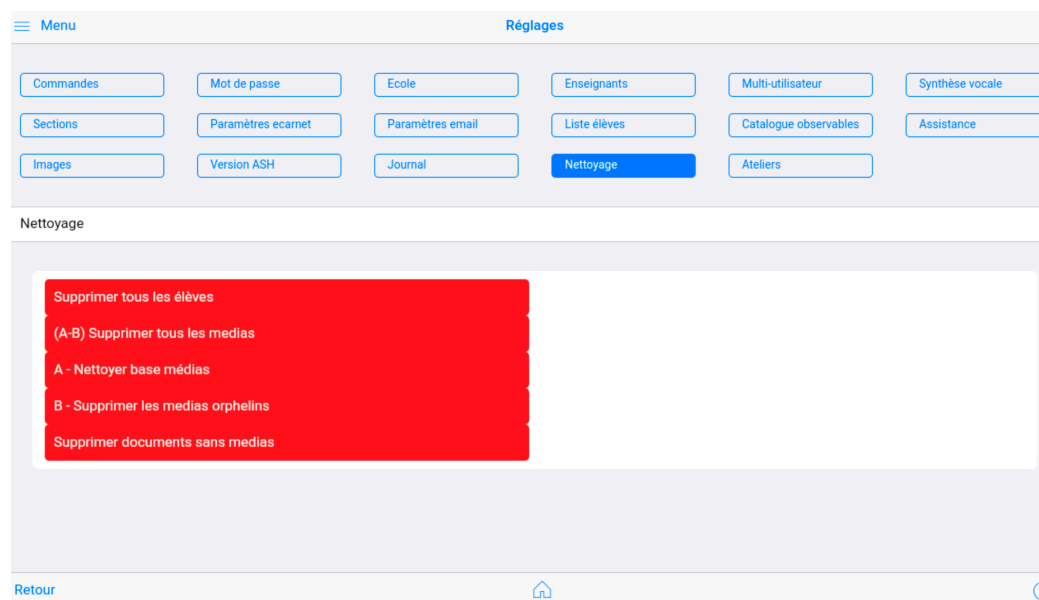 Menu
Réglages
Commandes
Mot de passe
Ecole
Enseignants
Multi-utilisateur
Synthèse vocale
Sections
Paramètres ecarnet
Paramètres email
Liste élèves
Catalogue observables
Assistance
Images
Version ASH
Journal
Nettoyage
Ateliers
Nettoyage
Supprimer tous les élèves
(A-B) Supprimer tous les medias
A - Nettoyer base médias
B - Supprimer les medias orphelins
Supprimer documents sans medias
Retour